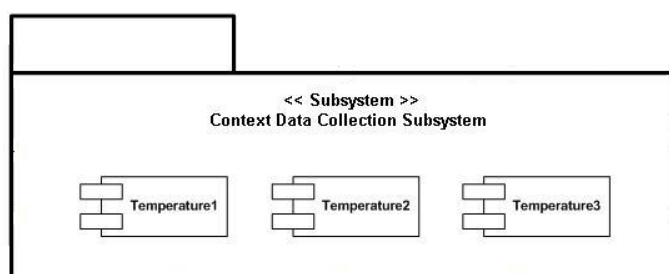 << Subsystem >>
Context Data Collection Subsystem
Temperature1 Temperature2 Temperature3